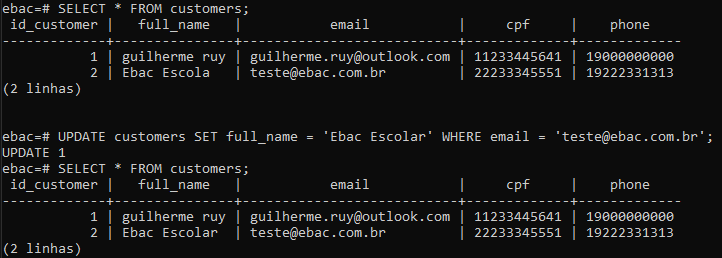 ebac=# SELECT * FROM customers;
 id_customer |   full_name   |           email           |     cpf     |    phone
-------------+---------------+---------------------------+-------------+-------------
           1 | guilherme ruy | guilherme.ruy@outlook.com | 11233445641 | 19000000000
           2 | Ebac Escola   | teste@ebac.com.br         | 22233345551 | 19222331313
(2 linhas)
ebac=# UPDATE customers SET full_name = 'Ebac Escolar' WHERE email = 'teste@ebac.com.br';
UPDATE 1
ebac=# SELECT * FROM customers;
 id_customer |   full_name   |           email           |     cpf     |    phone
-------------+---------------+---------------------------+-------------+-------------
           1 | guilherme ruy | guilherme.ruy@outlook.com | 11233445641 | 19000000000
           2 | Ebac Escolar  | teste@ebac.com.br         | 22233345551 | 19222331313
(2 linhas)